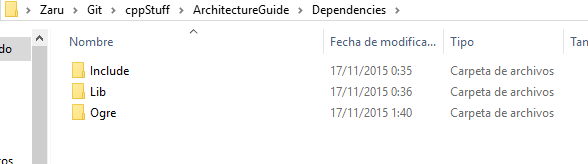 Zaru > Git > cppStuff > ArchitectureGuide > Dependencies >
Nombre Fecha de modifica... Tipo Tan
do
Include 17/11/2015 0:35 Carpeta de archivos
Lib 17/11/2015 0:36 Carpeta de archivos
Ogre 17/11/2015 1:40 Carpeta de archivos
ros